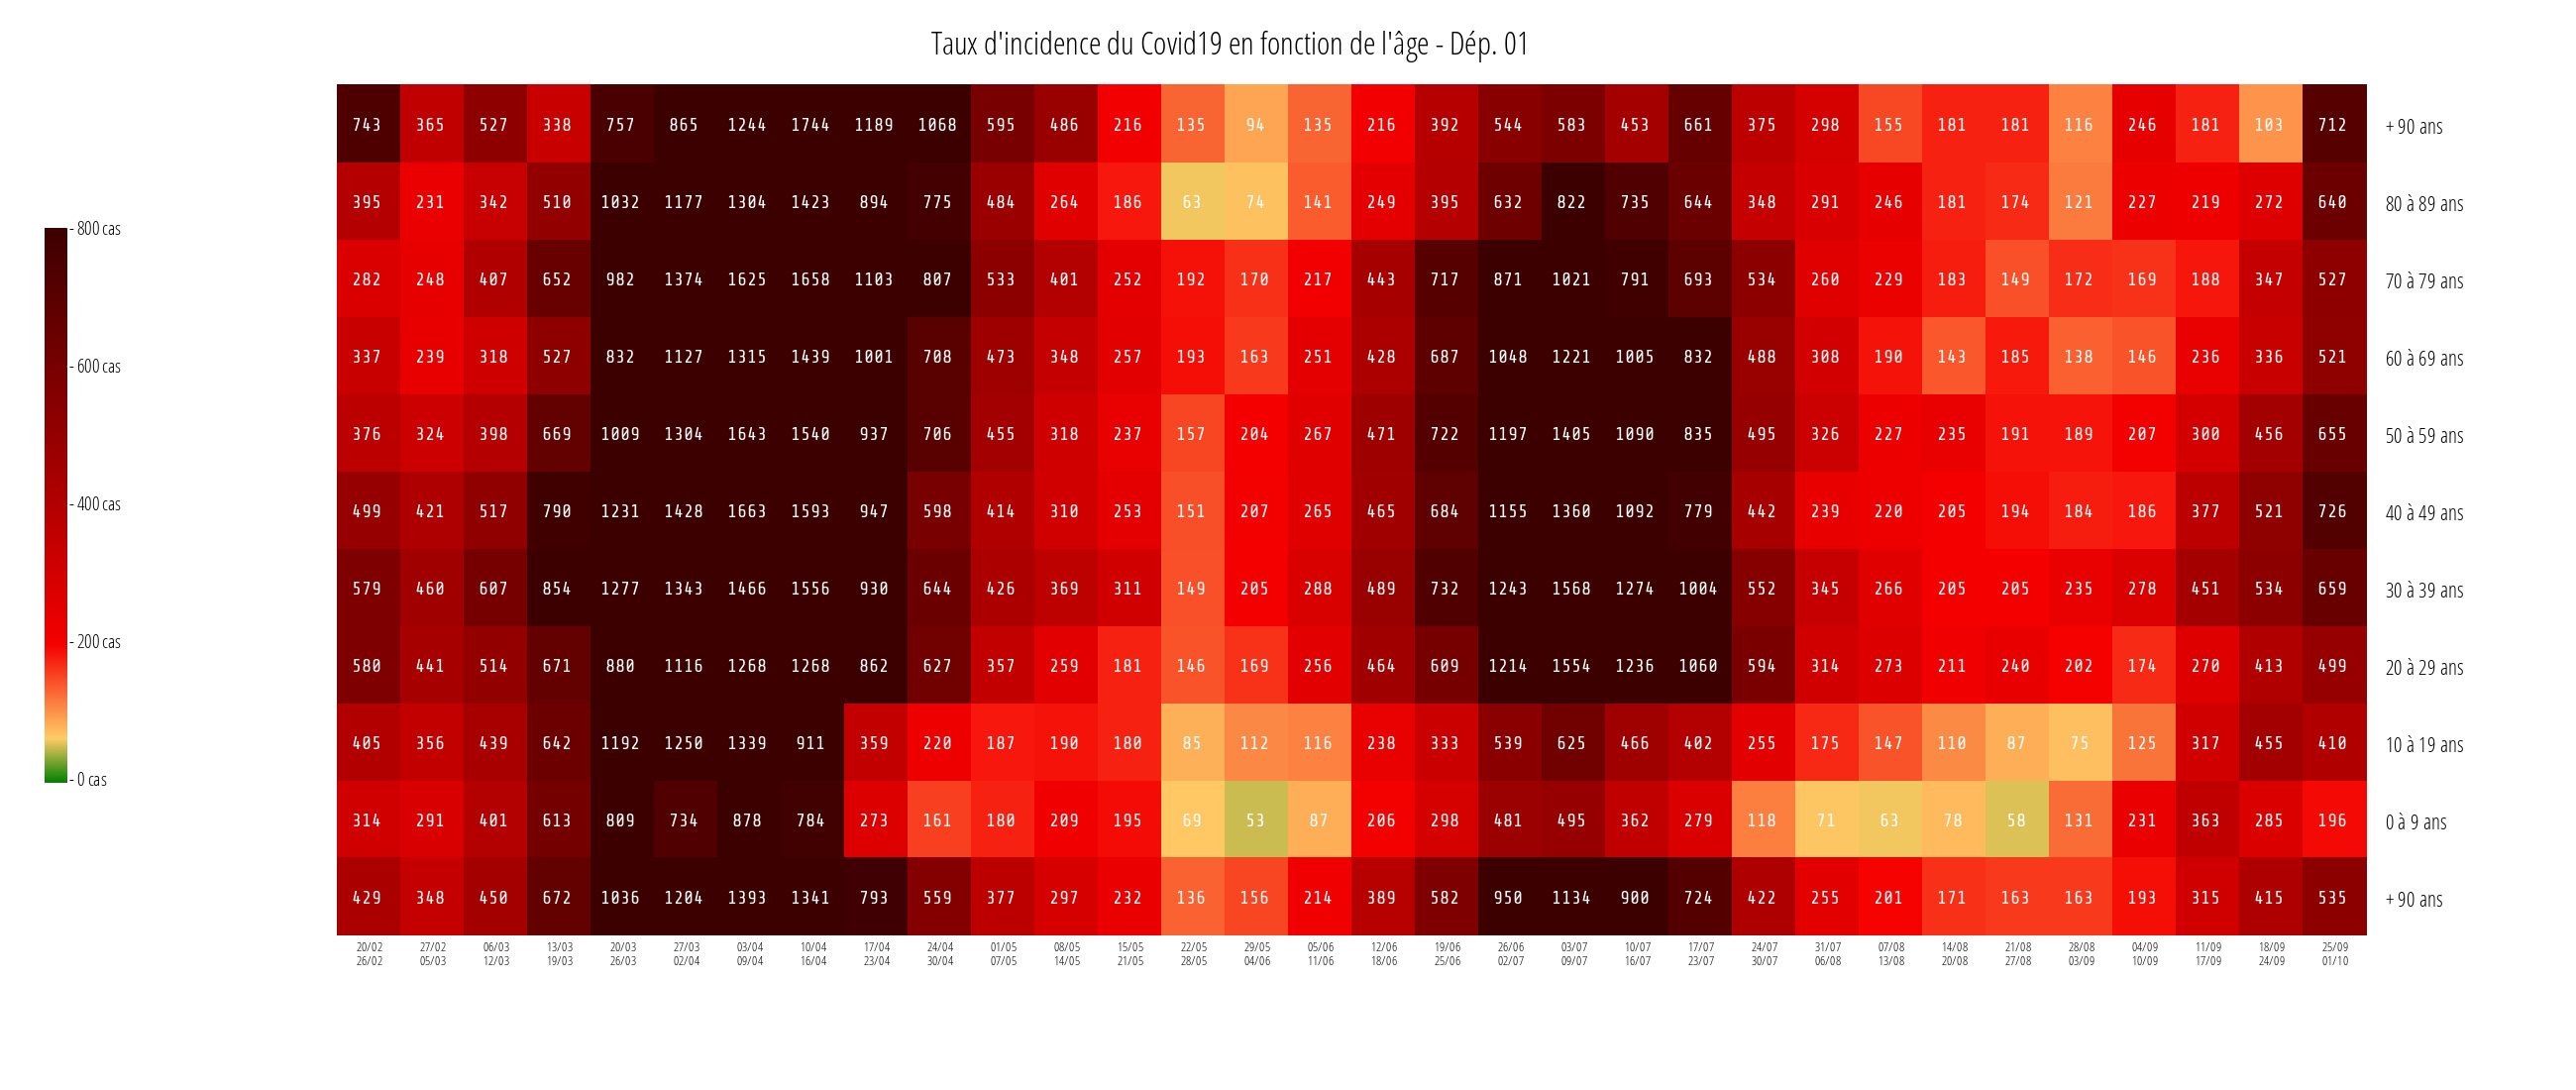 Taux d'incidence du Covid19 en fonction de l'âge - Dép. 01
- 800 cas
- 600 cas
- 400 cas
- 200 cas
- 0 cas
743 365 527 338 757 865 1244 1744 1189 1068 595 486 216 135 94 135 216 392 544 583 453 661 375 298 155 181 181 116 246 181 103 712 + 90 ans
395 231 342 510 1032 1177 1304 1423 894 775 484 264 186 63 74 141 249 395 632 822 735 644 348 291 246 181 174 121 227 219 272 640 80 à 89 ans
282 248 407 652 982 1374 1625 1658 1103 807 533 401 252 192 170 217 443 717 871 1021 791 693 534 260 229 183 149 172 169 188 347 527 70 à 79 ans
337 239 318 527 832 1127 1315 1439 1001 708 473 348 257 193 163 251 428 687 1048 1221 1005 832 488 308 190 143 185 138 146 236 336 521 60 à 69 ans
376 324 398 669 1009 1304 1643 1540 937 706 455 318 237 157 204 267 471 722 1197 1405 1090 835 495 326 227 235 191 189 207 300 456 655 50 à 59 ans
499 421 517 790 1231 1428 1663 1593 947 598 414 310 253 151 207 265 465 684 1155 1360 1092 779 442 239 220 205 194 184 186 377 521 726 40 à 49 ans
579 460 607 854 1277 1343 1466 1556 930 644 426 369 311 149 205 288 489 732 1243 1568 1274 1004 552 345 266 205 205 235 278 451 534 659 30 à 39 ans
580 441 514 671 880 1116 1268 1268 862 627 357 259 181 146 169 256 464 609 1214 1554 1236 1060 594 314 273 211 240 202 174 270 413 499 20 à 29 ans
405 356 439 642 1192 1250 1339 911 359 220 187 190 180 85 112 116 238 333 539 625 466 402 255 175 147 110 87 75 125 317 455 410 10 à 19 ans
314 291 401 613 809 734 878 784 273 161 180 209 195 69 53 87 206 298 481 495 362 279 118 71 63 78 58 131 231 363 285 196 0 à 9 ans
429 348 450 672 1036 1204 1393 1341 793 559 377 297 232 136 156 214 389 582 950 1134 900 724 422 255 201 171 163 163 193 315 415 535 + 90 ans
20/02 27/02 06/03 13/03 20/03 27/03 03/04 10/04 17/04 24/04 01/05 08/05 15/05 22/05 29/05 05/06 12/06 19/06 26/06 03/07 10/07 17/07 24/07 31/07 07/08 14/08 21/08 28/08 04/09 11/09 18/09 25/09
26/02 05/03 12/03 19/03 26/03 02/04 09/04 16/04 23/04 30/04 07/05 14/05 21/05 28/05 04/06 11/06 18/06 25/06 02/07 09/07 16/07 23/07 30/07 06/08 13/08 20/08 27/08 03/09 10/09 17/09 24/09 01/10